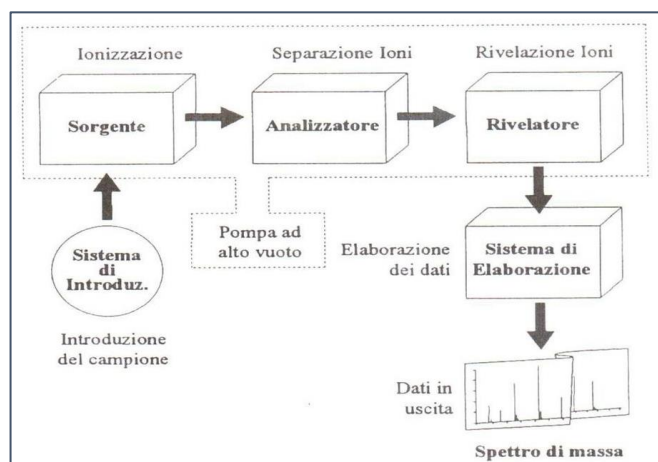 Ionizzazione
Separazione Ioni
Rivelazione Ioni
Sorgente
Analizzatore
Rivelatore
Pompa ad
alto vuoto
Sistema
di
Introduz.
Introduzione
del campione
Elaborazione
dei dati
Sistema di
Elaborazione
Dati in
uscita
Spettro di massa